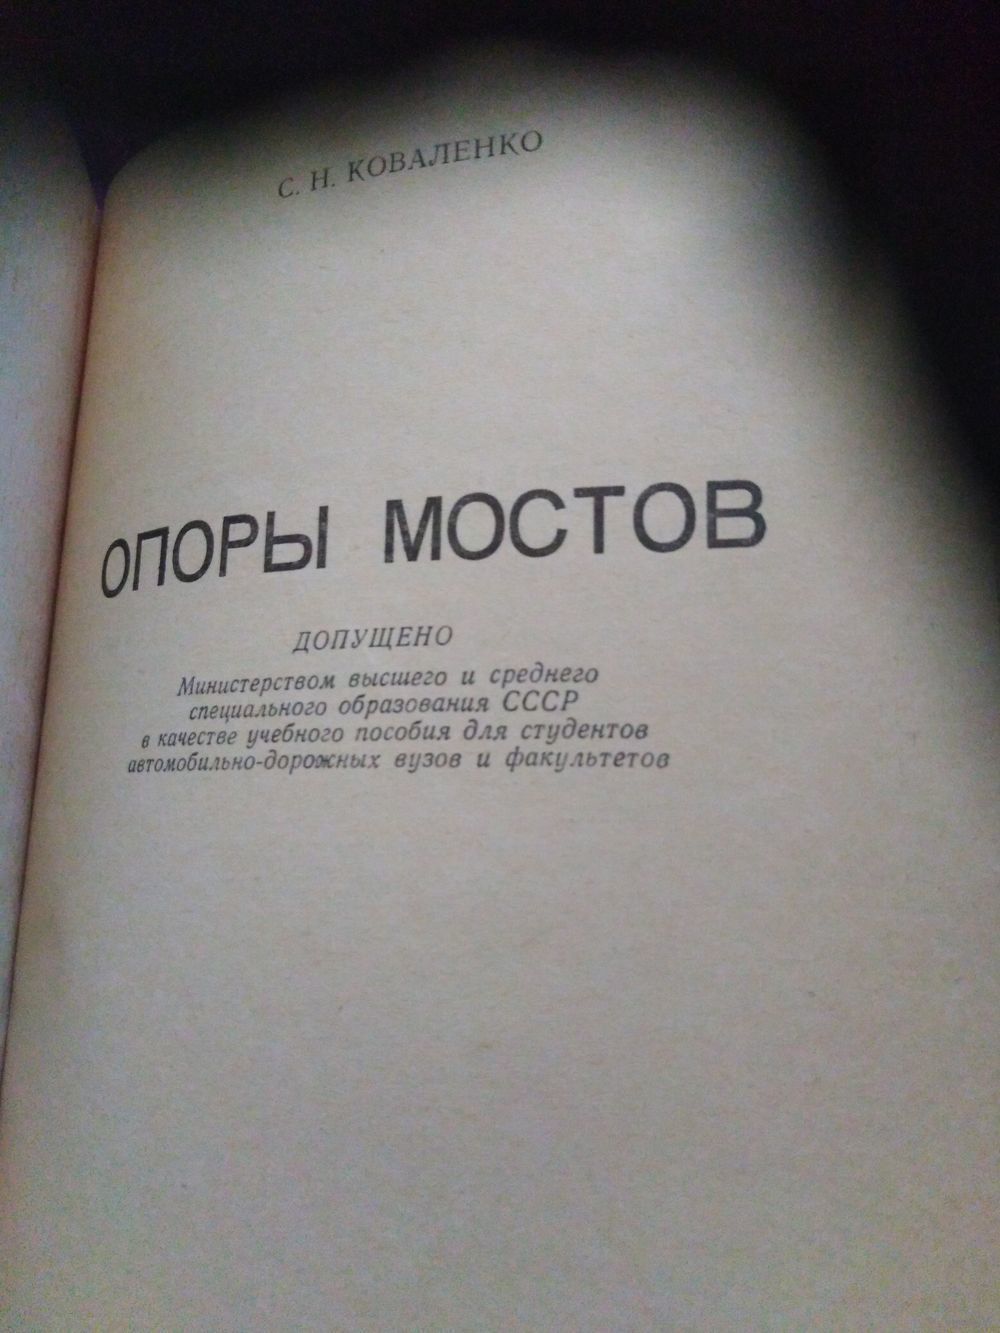 С. Н. КОВАЛЕНКО
ОПОРЫ МОСТОВ
ДОПУЩЕНО
Министерством высшего и среднего
специального образования СССР
в качестве учебного пособия для студентов
автомобильно-дорожных вузов и факультетов